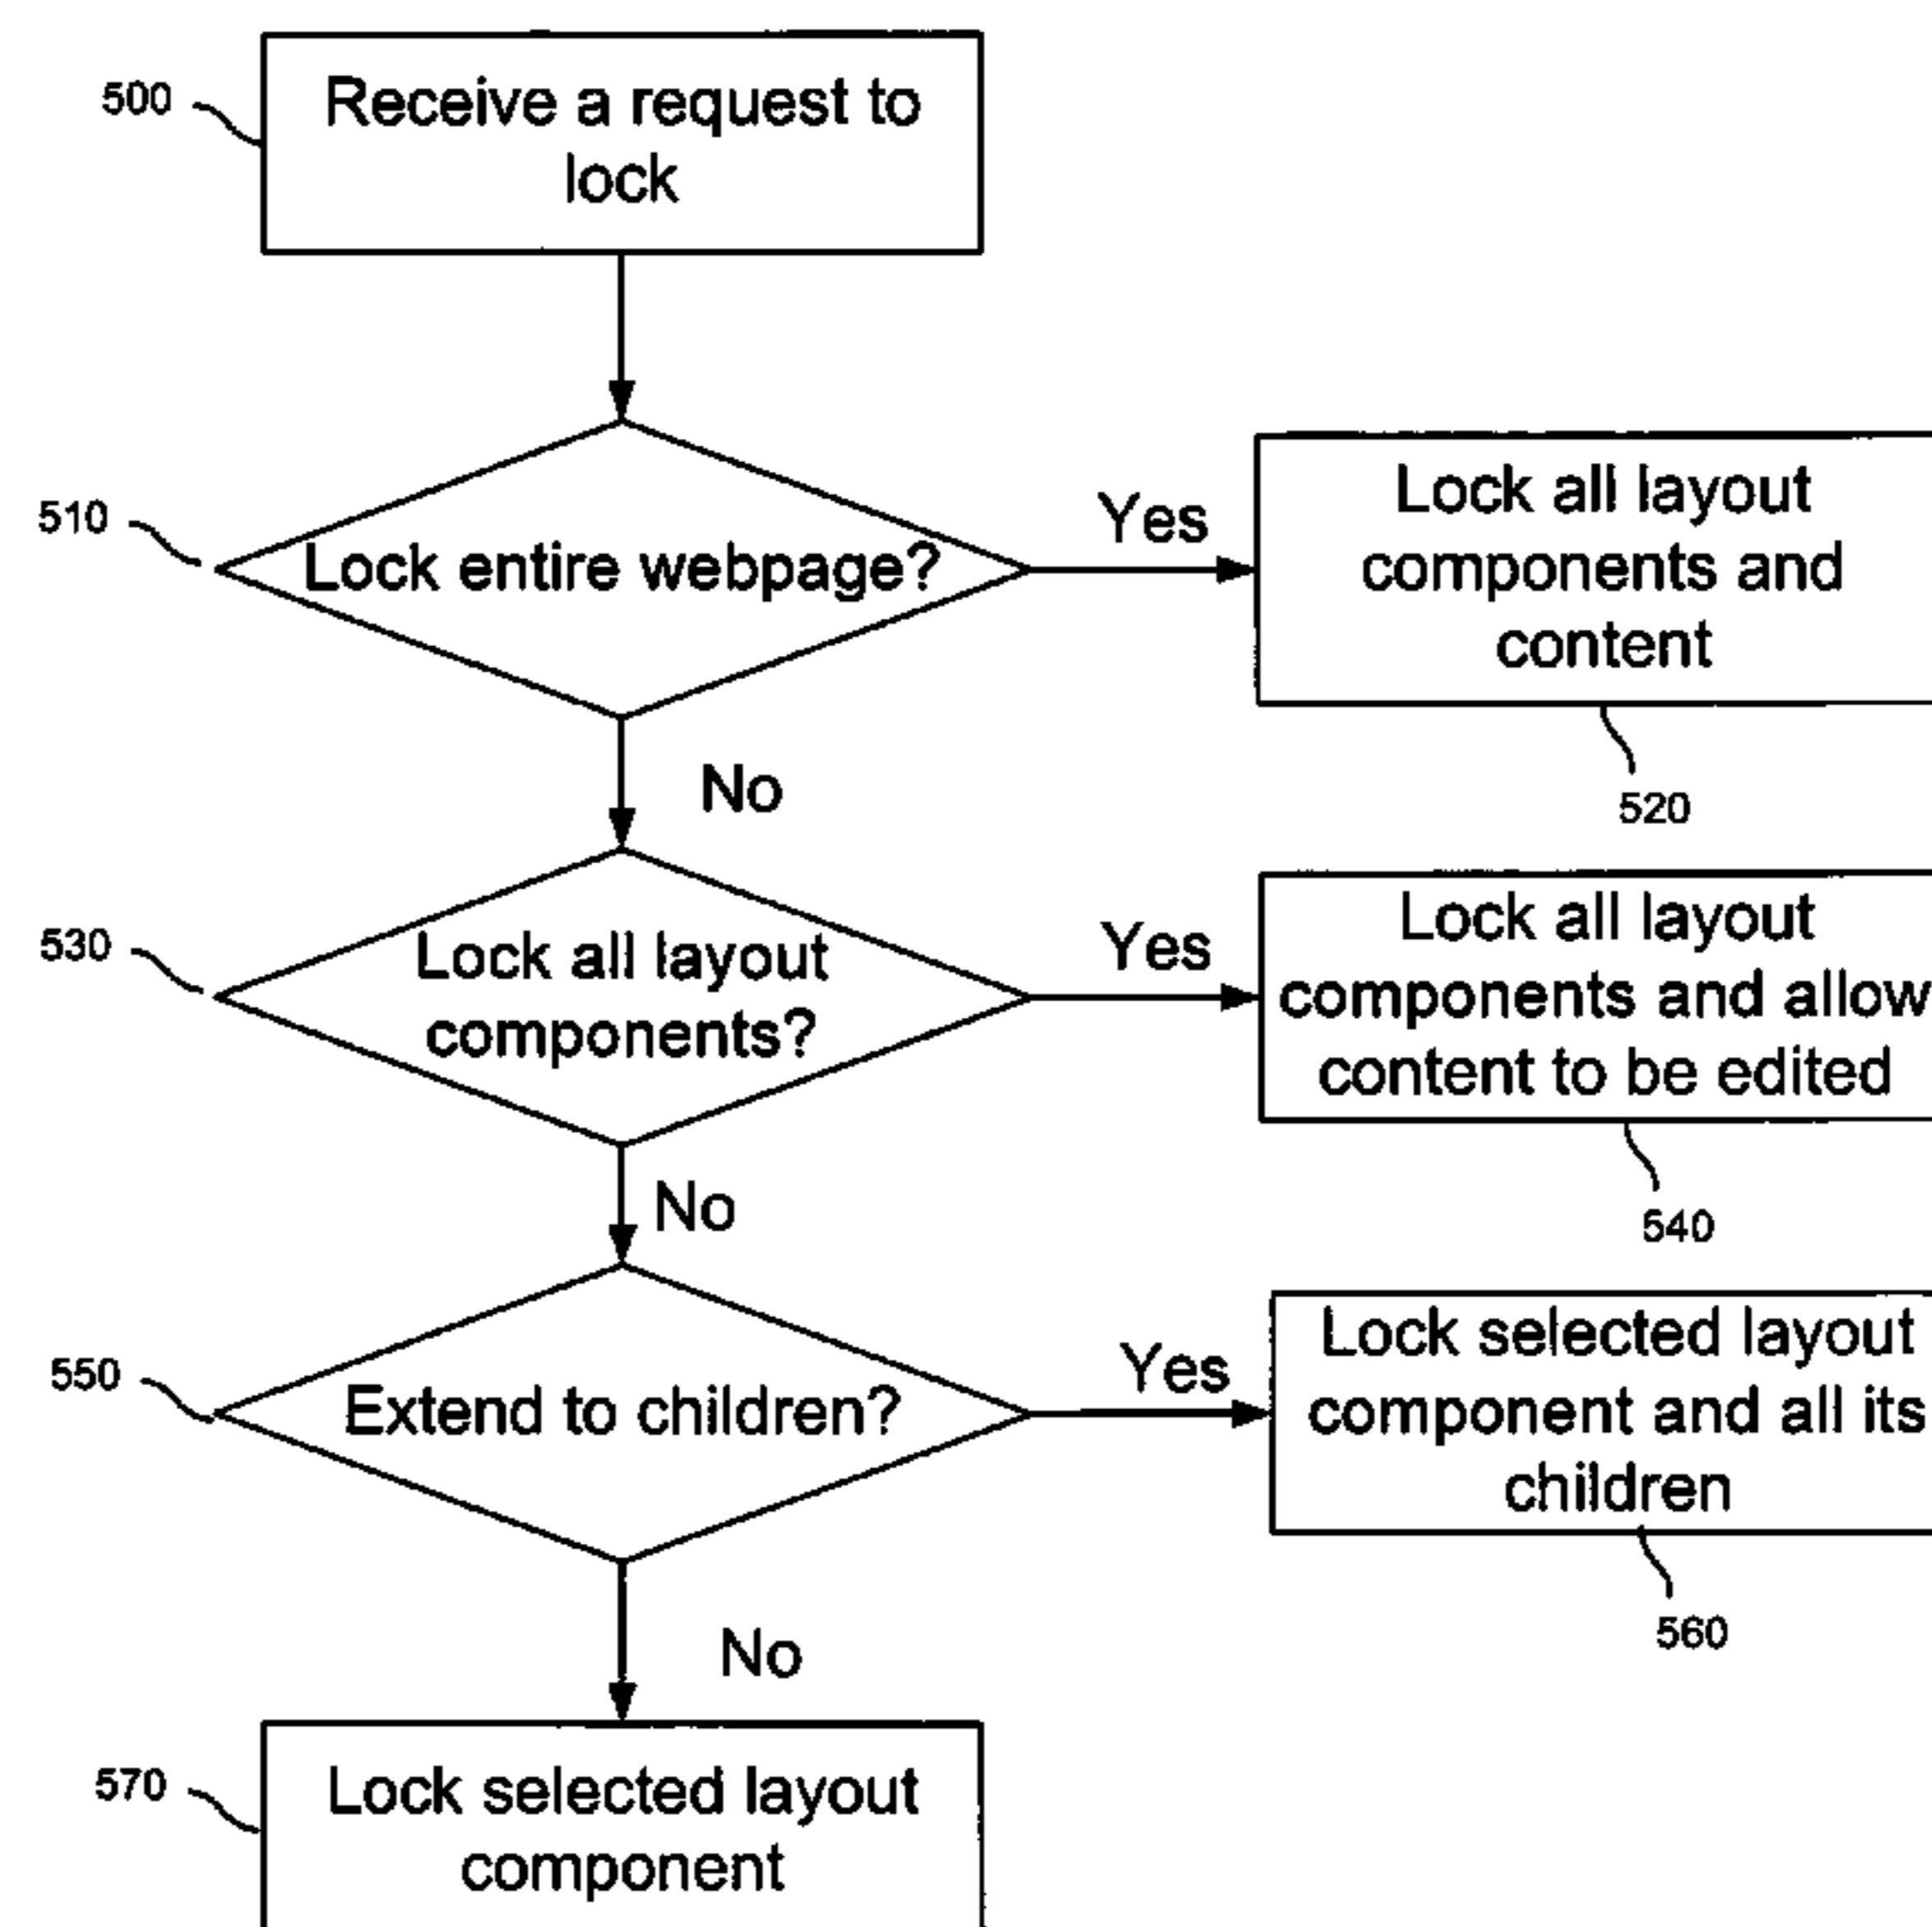 500
Receive a request to
lock
510
Lock entire webpage?
Yes
Lock all layout
components and
content
520
No
530
Lock all layout
components?
Yes
Lock all layout
components and allow
content to be edited
540
No
550
Extend to children?
Yes
Lock selected layout
component and all its
children
560
No
570
Lock selected layout
component